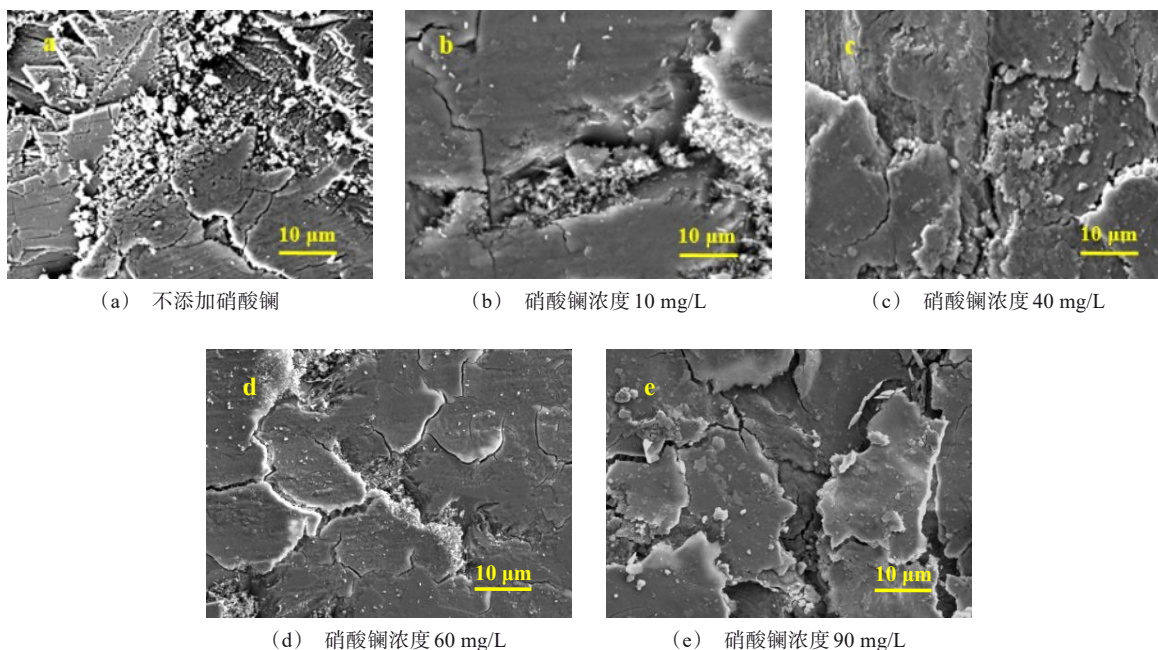 a
10 μm
b
10 μm
c
10 μm
(a) 不添加硝酸镧
(b) 硝酸镧浓度 10 mg/L
(c) 硝酸镧浓度 40 mg/L
d
10 μm
e
10 μm
(d) 硝酸镧浓度 60 mg/L
(e) 硝酸镧浓度 90 mg/L